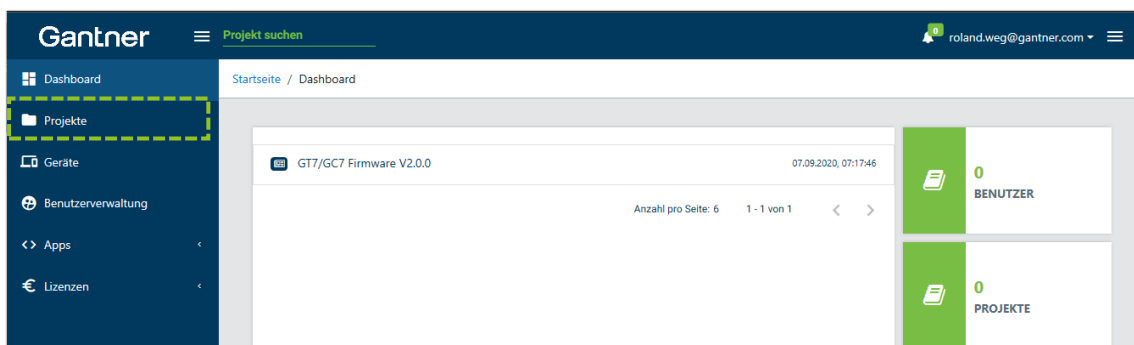 Gantner
Projekt suchen
0
roland.weg@gantner.com
Dashboard
Startseite / Dashboard
Projekte
Geräte
Benutzerverwaltung
Apps
Lizenzen
GT7/GC7 Firmware V2.0.0 07.09.2020, 07:17:46
Anzahl pro Seite: 6 1 - 1 von 1
0
BENUTZER
0
PROJEKTE